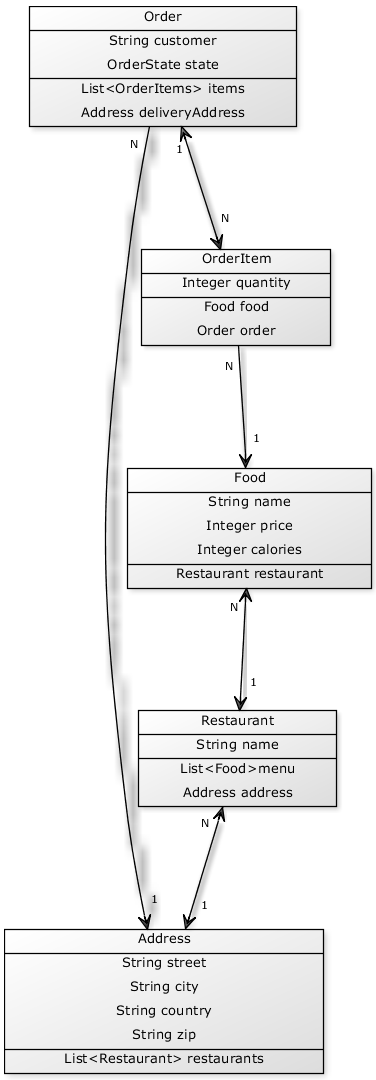 Order
String customer
OrderState state
List<OrderItems> items
Address deliveryAddress
N
1
N
OrderItem
Integer quantity
Food food
Order order
N
1
Food
String name
Integer price
Integer calories
Restaurant restaurant
N
1
Restaurant
String name
List<Food>menu
Address address
N
1
1
Address
String street
String city
String country
String zip
List<Restaurant> restaurants